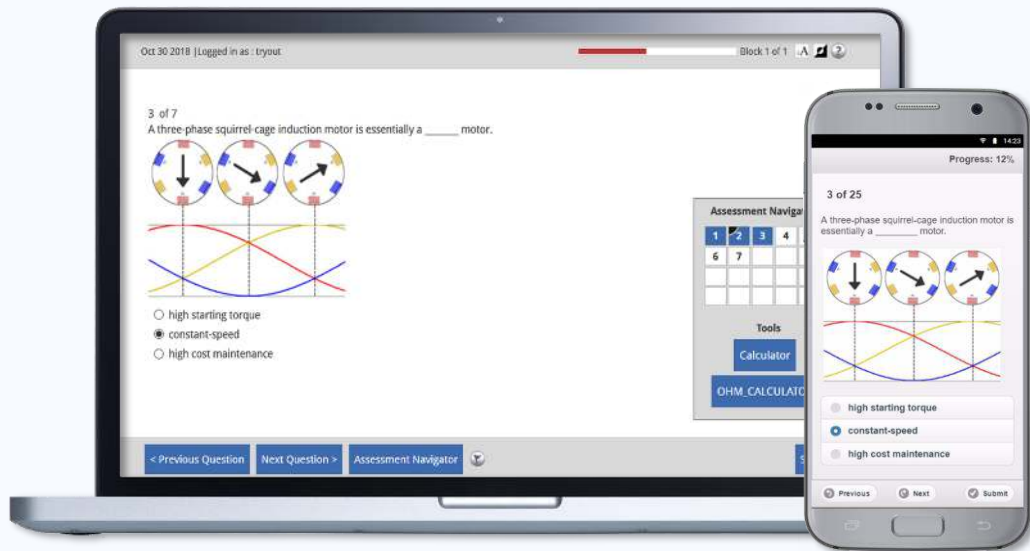 Oct 30 2018 |Logged in as : tryout
Block 1 of 1
A
?
3 of 7
A three-phase squirrel-cage induction motor is essentially a ______ motor.
high starting torque
constant-speed
high cost maintenance
Assessment Naviga
1 2 3 4
6 7
Tools
Calculator
OHM_CALCULATO
< Previous Question
Next Question >
Assessment Navigator
14:23
Progress: 12%
3 of 25
A three-phase squirrel-cage induction motor is
essentially a ________ motor.
high starting torque
constant-speed
high cost maintenance
Previous
Next
Submit